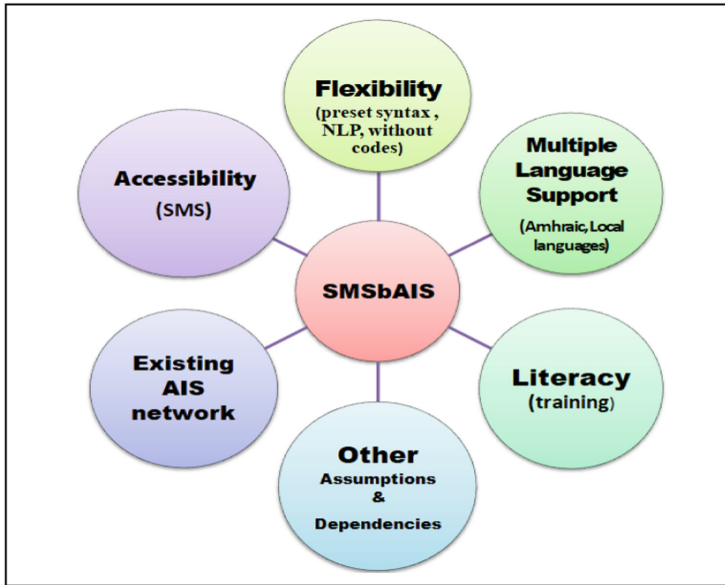 Flexibility
(preset syntax ,
NLP, without
codes)
Multiple
Language
Support
(Amhraic, Local
languages)
Accessibility
(SMS)
SMSbAIS
Existing
AIS
network
Literacy
(training)
Other
Assumptions
&
Dependencies